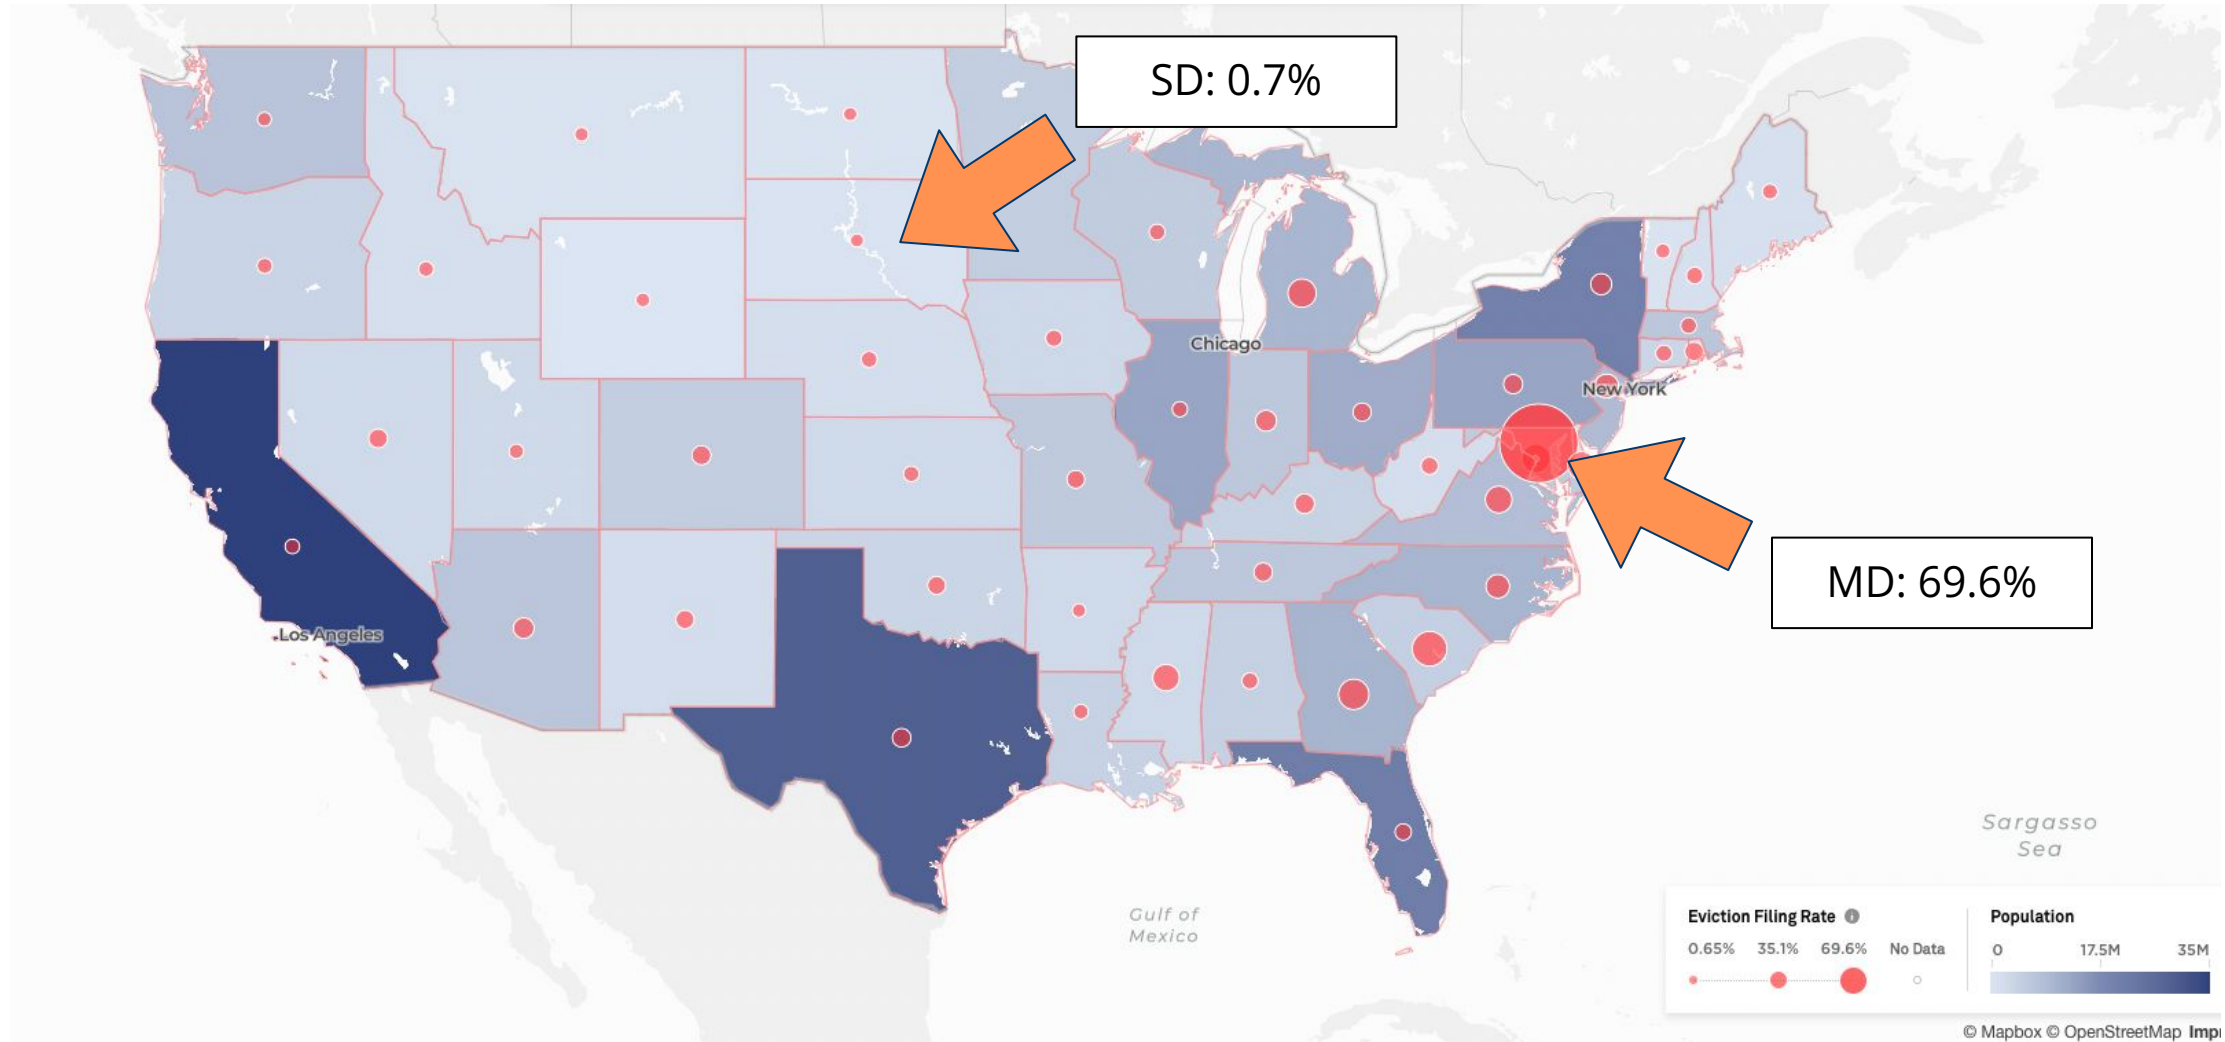 SD: 0.7%
Chicago
New York
MD: 69.6%
Los Angeles
Sargasso
Sea
Gulf of
Mexico
Eviction Filing Rate
0.65% 35.1% 69.6% No Data
Population
0 17.5M 35M
© Mapbox © OpenStreetMap Impr